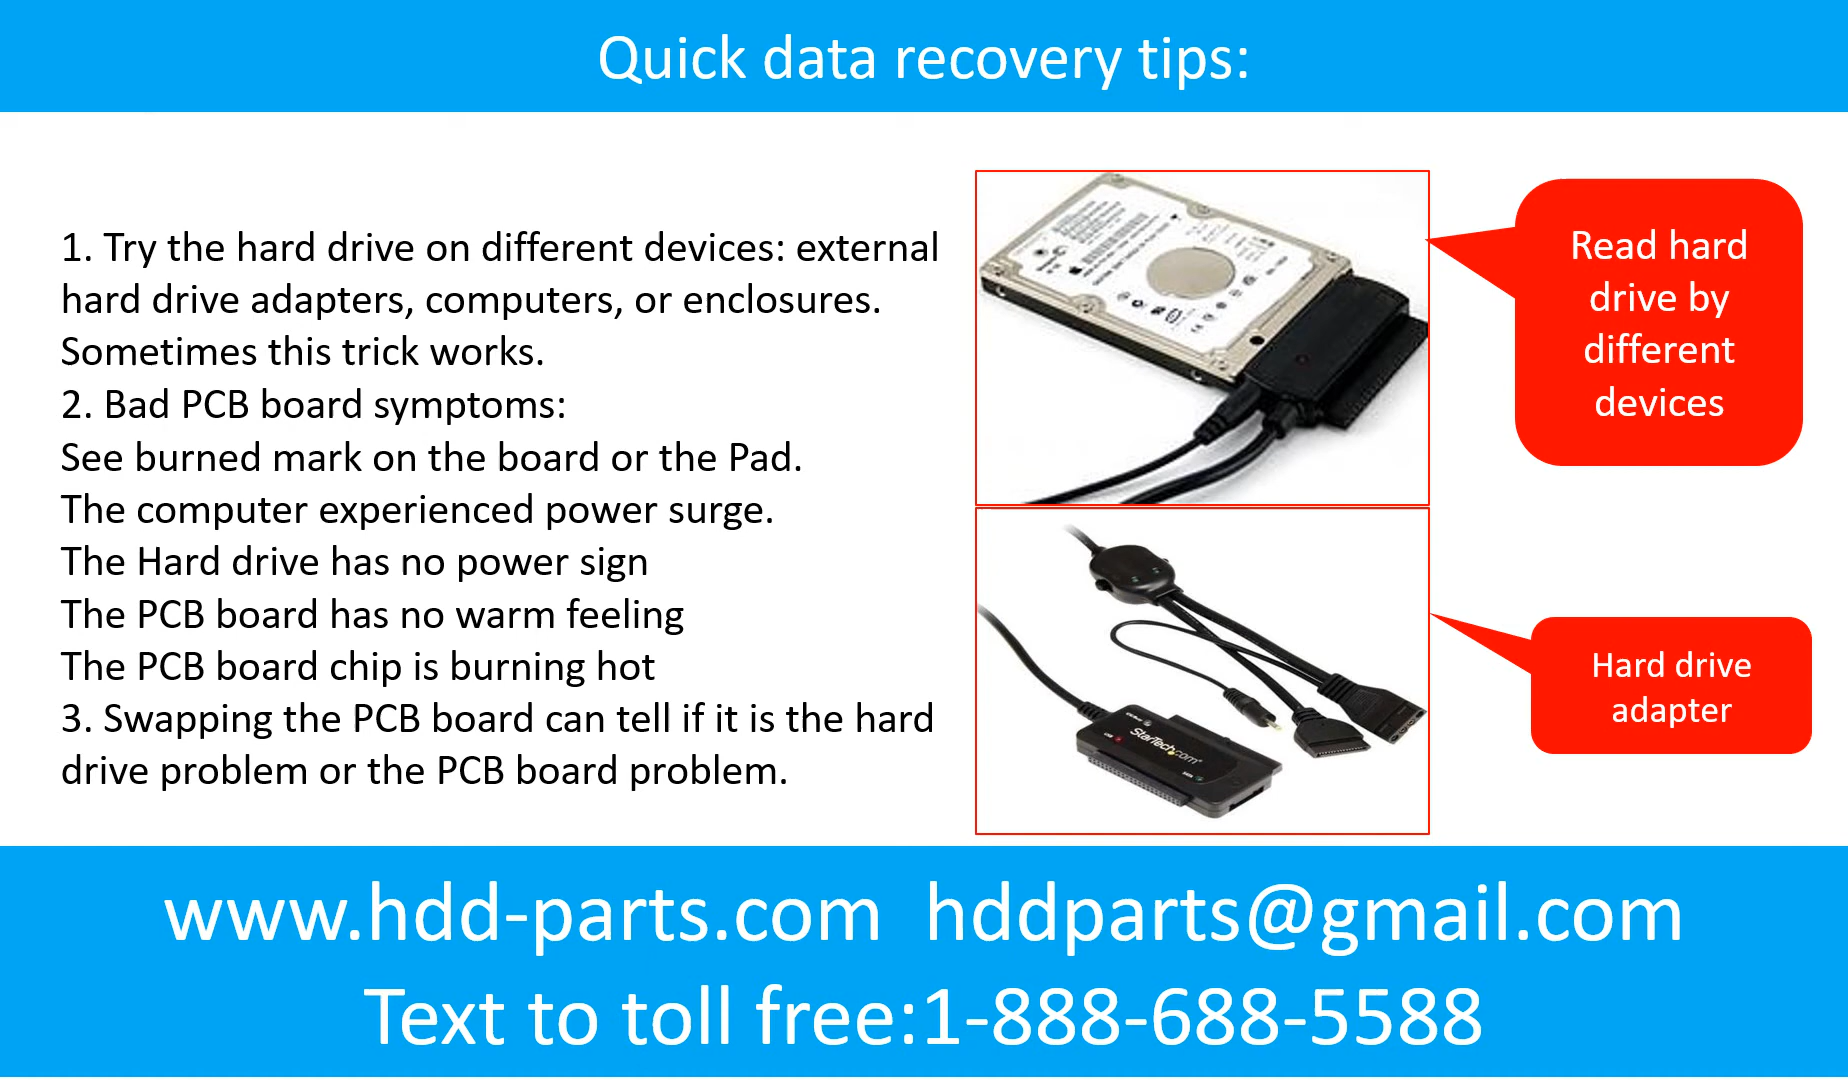 Quick data recovery tips:
1. Try the hard drive on different devices: external
hard drive adapters, computers, or enclosures.
Sometimes this trick works.
2. Bad PCB board symptoms:
See burned mark on the board or the Pad.
The computer experienced power surge.
The Hard drive has no power sign
The PCB board has no warm feeling
The PCB board chip is burning hot
3. Swapping the PCB board can tell if it is the hard
drive problem or the PCB board problem.
Read hard
drive by
different
devices
StarTech.com
Hard drive
adapter
www.hdd-parts.com hddparts@gmail.com
Text to toll free:1-888-688-5588